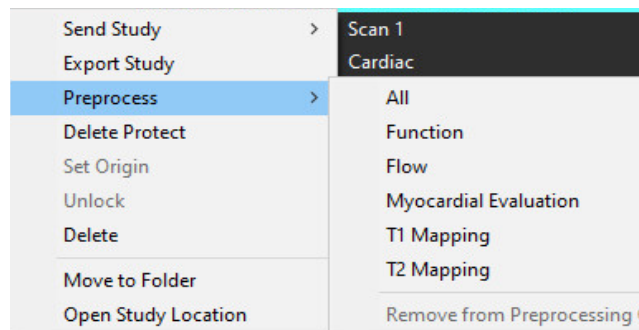 Send Study >
Export Study
Preprocess >
Delete Protect
Set Origin
Unlock
Delete
Move to Folder
Open Study Location
Scan 1
Cardiac
All
Function
Flow
Myocardial Evaluation
T1 Mapping
T2 Mapping
Remove from Preprocessing